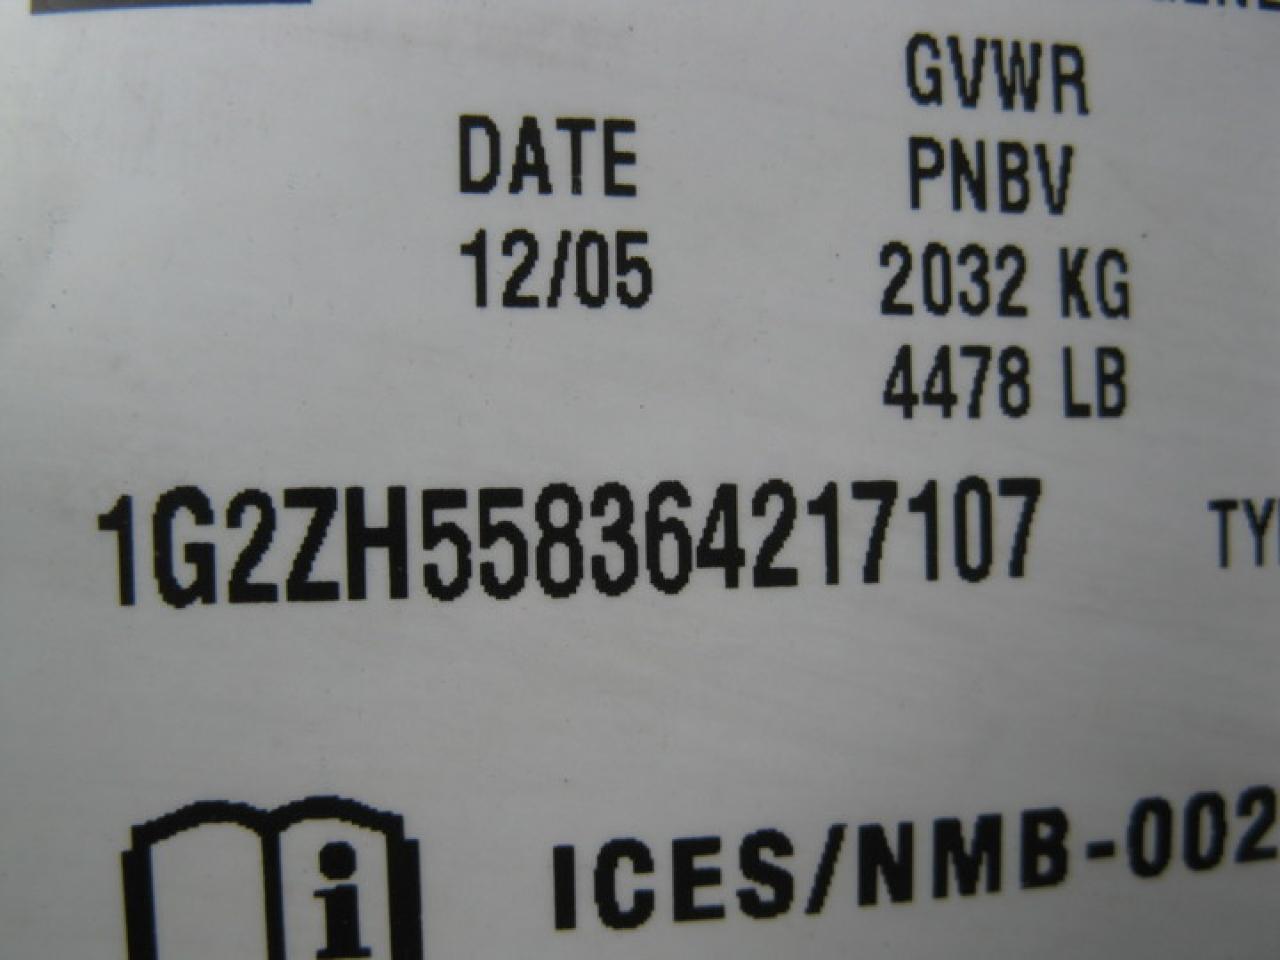 GVWR
DATE
PNBV
12/05
2032 KG
4478 LB
1G2ZH558364217107
ICES/NMB-002